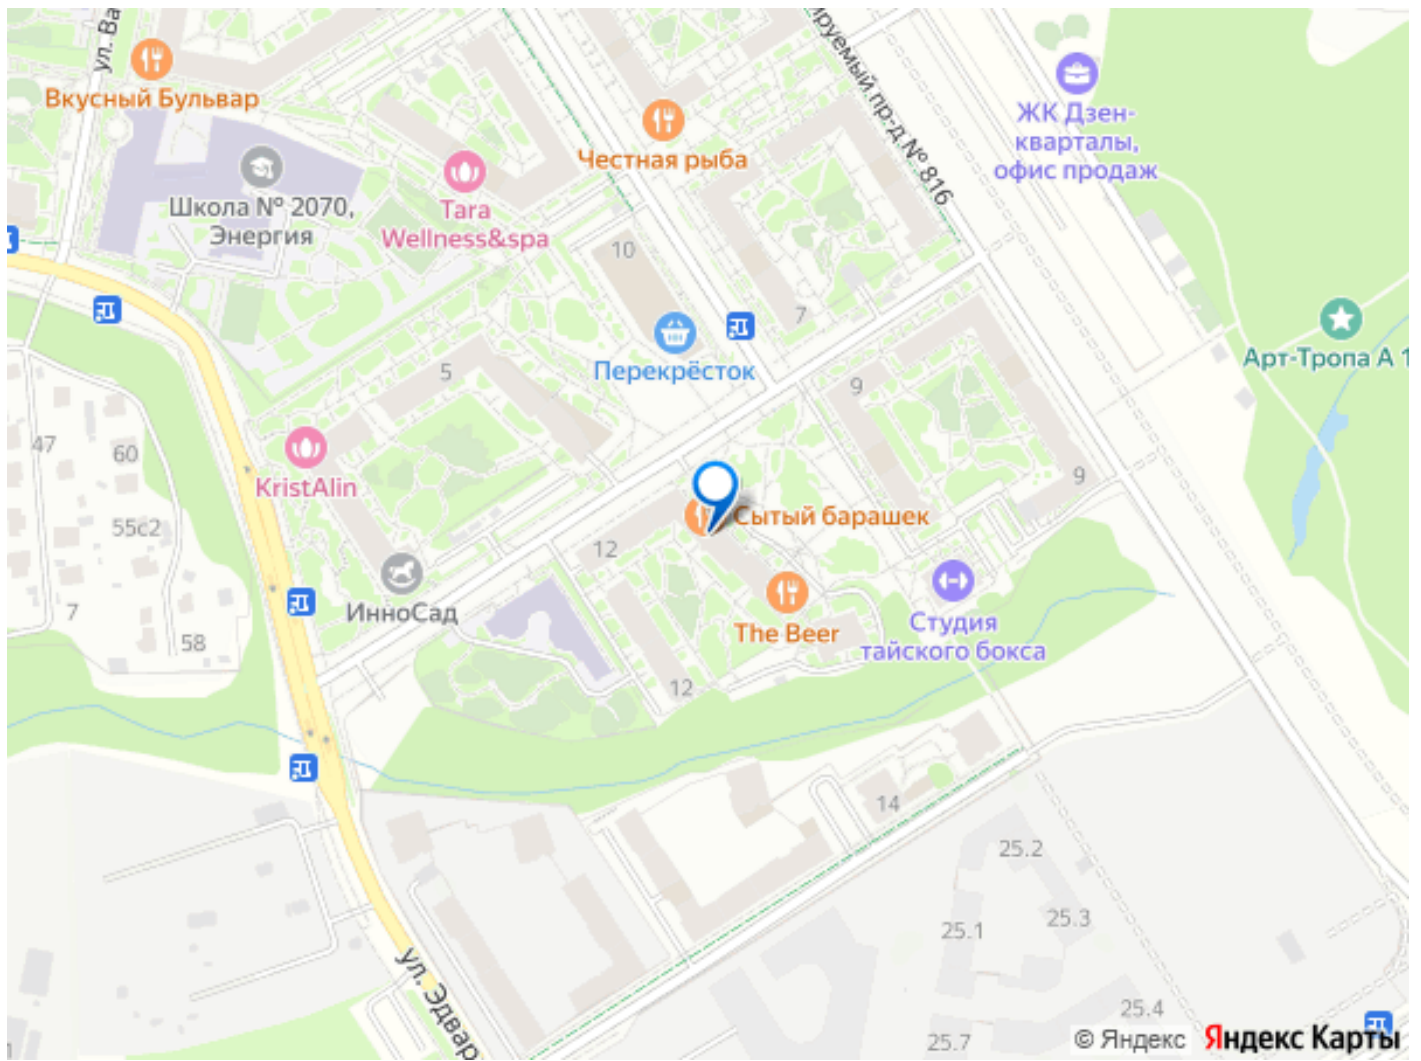 ул. Ва
Вкусный Бульвар
Школа № 2070,
Энергия
Tara
Wellness&spa
Честная рыба
ируемый пр-д № 816
ЖК Дзен-
кварталы,
офис продаж
10
7
Перекрёсток
5
9
9
Арт-Тропа А 1
47
60
55с2
7
58
KristAlin
ИнноСад
12
Сытый барашек
The Beer
12
Студия
тайского бокса
14
25.2
25.3
25.1
25.4
25.7
ул. Эдвар
© Яндекс Яндекс Карты